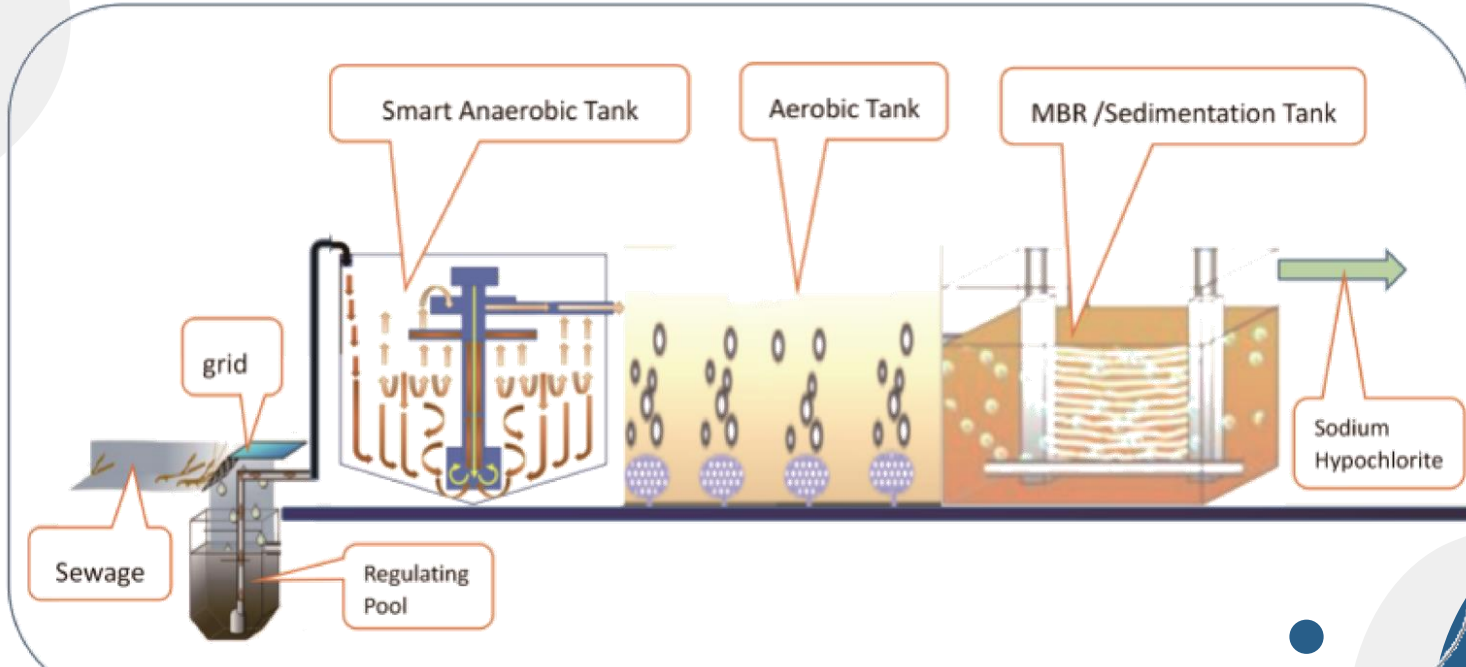 Smart Anaerobic Tank
Aerobic Tank
MBR /Sedimentation Tank
grid
Sodium
Hypochlorite
Sewage
Regulating
Pool